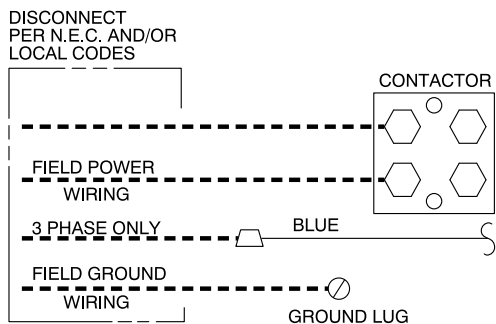 DISCONNECT
PER N.E.C. AND/OR
LOCAL CODES
CONTACTOR
FIELD POWER
WIRING
3 PHASE ONLY
BLUE
FIELD GROUND
WIRING
GROUND LUG